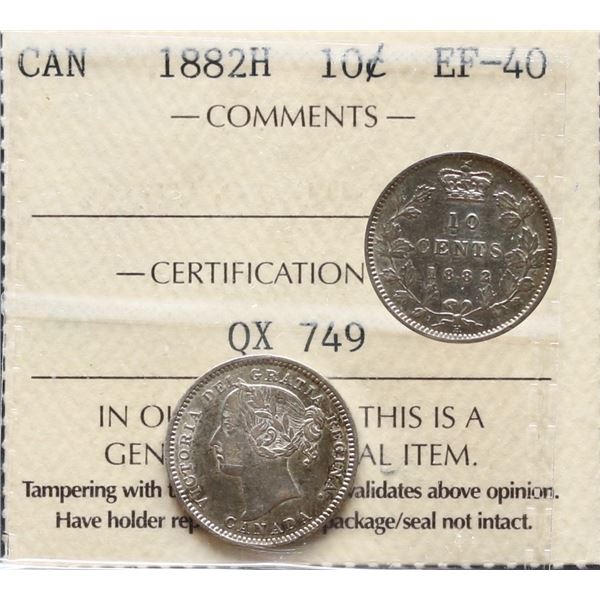 CAN 1882H 10¢ EF-40
— COMMENTS —
10
CENTS
1882
H
— CERTIFICATION
QX 749
VICTORIA DEI GRATIA REGINA.
CANADA
IN THIS IS A
GEN AL ITEM.
Tampering with validates above opinion.
Have holder package/seal not intact.